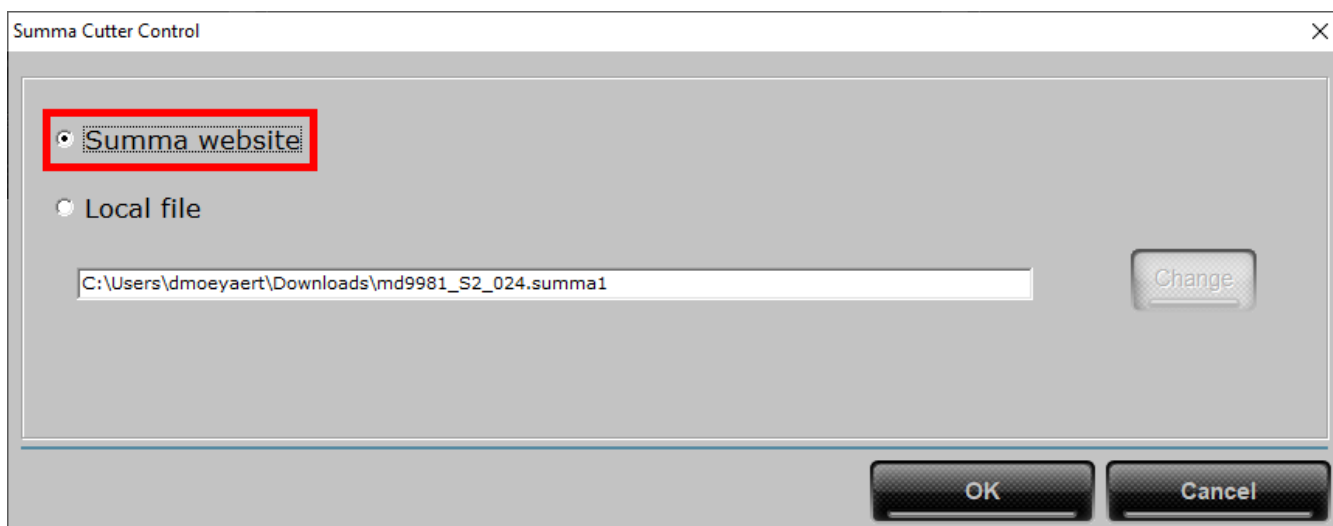 Summa Cutter Control
Summa website
Local file
C:\Users\dmoeyaert\Downloads\md9981_S2_024.summa1
Change
OK
Cancel